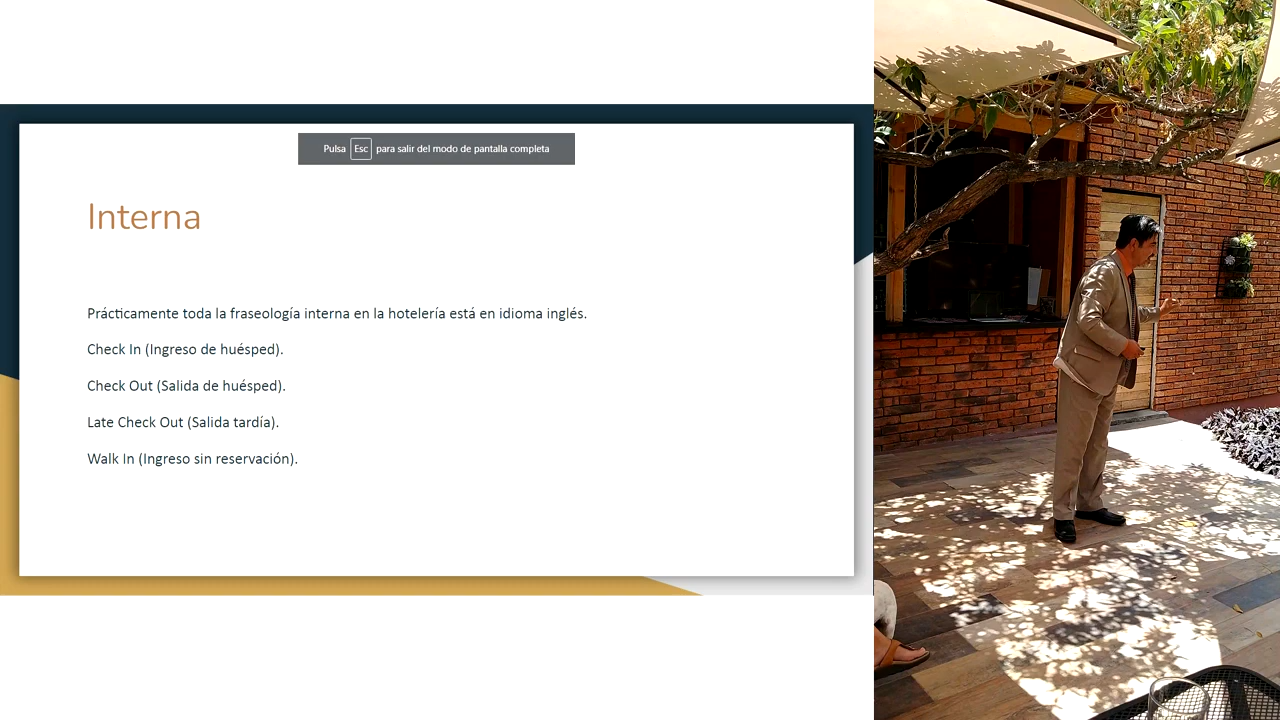 Pulsa Esc para salir del modo de pantalla completa
Interna
Prácticamente toda la fraseología interna en la hotelería está en idioma inglés.
Check In (Ingreso de huésped).
Check Out (Salida de huésped).
Late Check Out (Salida tardía).
Walk In (Ingreso sin reservación).